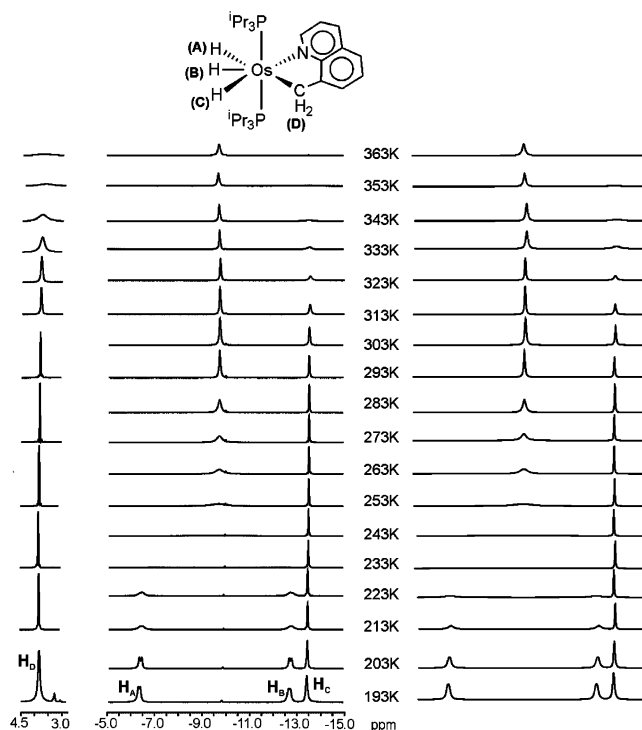 iPr3P
(A) H
N
(B) H Os
(C) H
C
H2
iPr3P
(D)
363K
353K
343K
333K
323K
313K
303K
293K
283K
273K
263K
253K
243K
233K
223K
213K
HD
203K
HA HB HC
193K
4.5 3.0 -5.0 -7.0 -9.0 -11.0 -13.0 -15.0 ppm